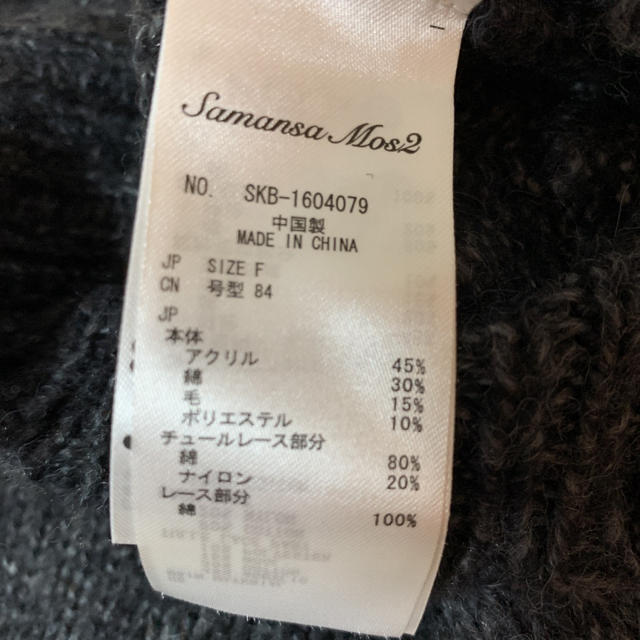 Samansa Mos2
NO. SKB-1604079
中国製
MADE IN CHINA
JP SIZE F
CN 号型 84
JP
本体
アクリル 45%
綿 30%
毛 15%
ポリエステル 10%
チュールレース部分
綿 80%
ナイロン 20%
レース部分
綿 100%